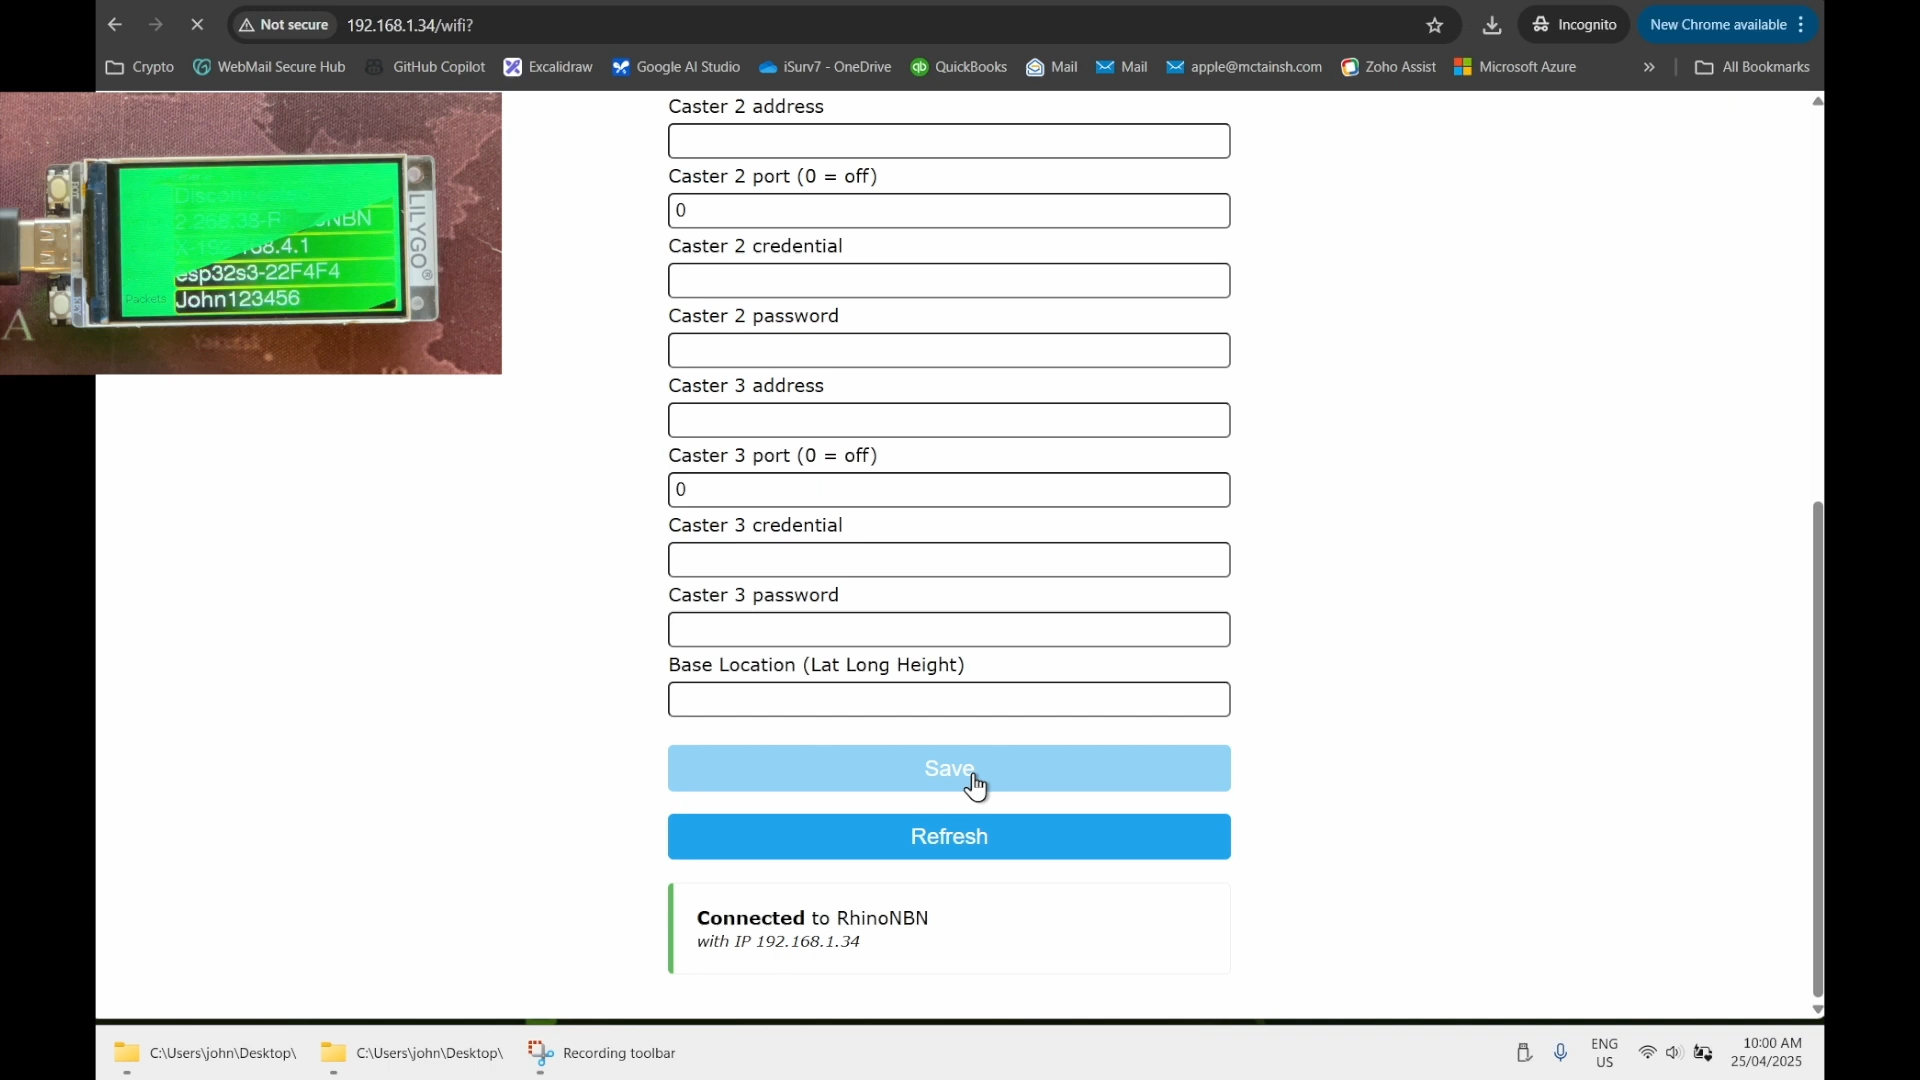 Not secure 192.168.1.34/wifi? Incognito New Chrome available
Crypto WebMail Secure Hub GitHub Copilot Excalidraw Google AI Studio iSurv7 - OneDrive QuickBooks Mail Mail apple@mctainsh.com Zoho Assist Microsoft Azure » All Bookmarks
Caster 2 address
Caster 2 port (0 = off)
0
Caster 2 credential
Caster 2 password
Caster 3 address
Caster 3 port (0 = off)
0
Caster 3 credential
Caster 3 password
Base Location (Lat Long Height)
Save
Refresh
Connected to RhinoNBN
with IP 192.168.1.34
esp32s3-22F4F4
Packets John123456
LILYGO®
A
C:\Users\john\Desktop\ C:\Users\john\Desktop\ Recording toolbar
ENG
US
10:00 AM
25/04/2025